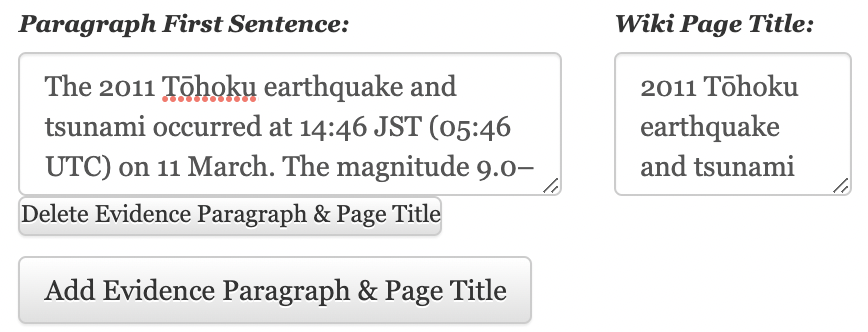 Paragraph First Sentence:
Wiki Page Title:
The 2011 Tōhoku earthquake and
tsunami occurred at 14:46 JST (05:46
UTC) on 11 March. The magnitude 9.0–
2011 Tōhoku
earthquake
and tsunami
Delete Evidence Paragraph & Page Title
Add Evidence Paragraph & Page Title